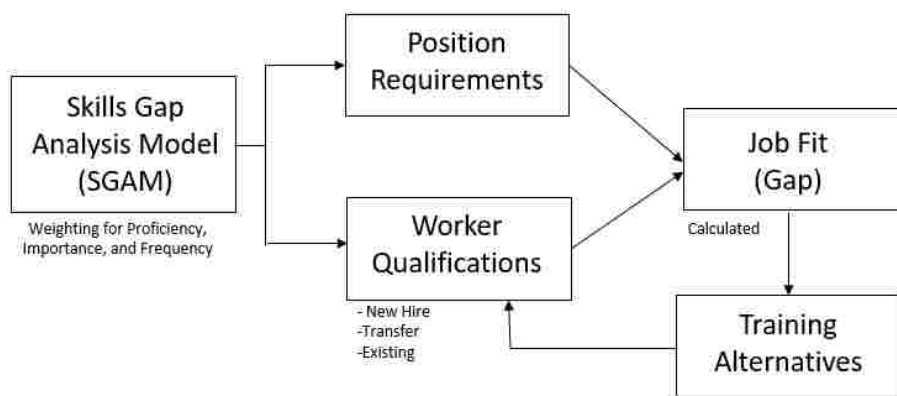 Skills Gap
Analysis Model
(SGAM)
Weighting for Proficiency,
Importance, and Frequency
Position
Requirements
Worker
Qualifications
- New Hire
-Transfer
-Existing
Job Fit
(Gap)
Calculated
Training
Alternatives